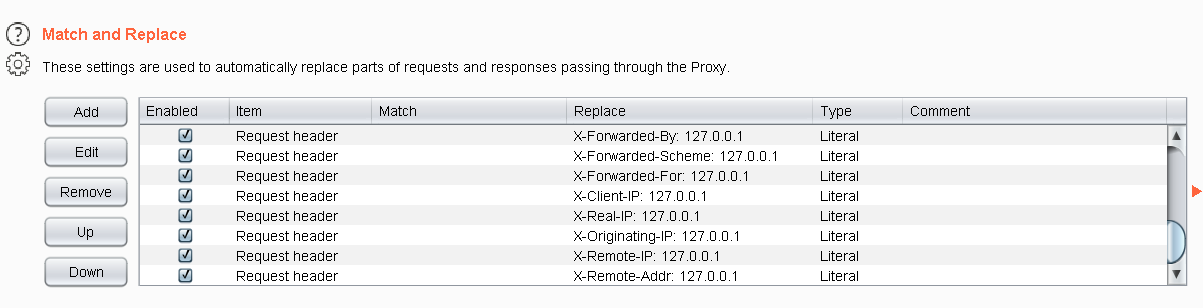 Match and Replace
These settings are used to automatically replace parts of requests and responses passing through the Proxy.
Add
Edit
Remove
Up
Down
Enabled Item Match Replace Type Comment
Request header X-Forwarded-By: 127.0.0.1 Literal
Request header X-Forwarded-Scheme: 127.0.0.1 Literal
Request header X-Forwarded-For: 127.0.0.1 Literal
Request header X-Client-IP: 127.0.0.1 Literal
Request header X-Real-IP: 127.0.0.1 Literal
Request header X-Originating-IP: 127.0.0.1 Literal
Request header X-Remote-IP: 127.0.0.1 Literal
Request header X-Remote-Addr: 127.0.0.1 Literal